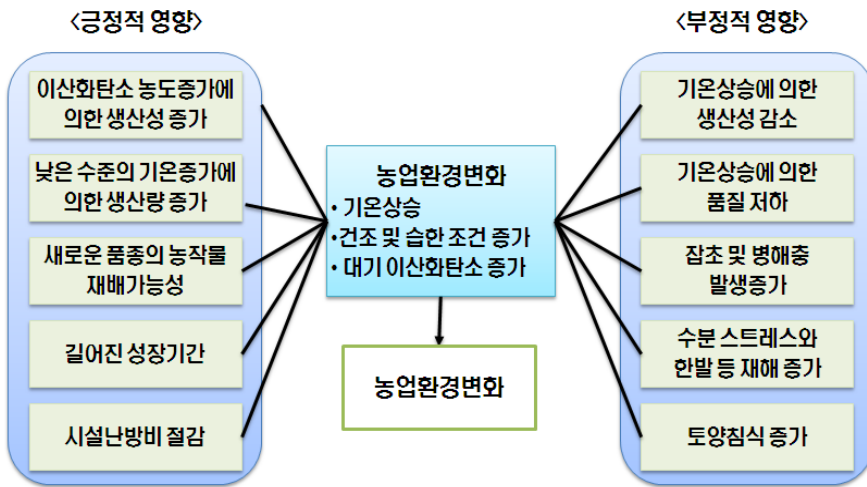 <긍정적 영향>
이산화탄소 농도증가에
의한 생산성 증가
낮은 수준의 기온증가에
의한 생산량 증가
새로운 품종의 농작물
재배가능성
길어진 성장기간
시설난방비 절감
농업환경변화
• 기온상승
•건조 및 습한 조건 증가
• 대기 이산화탄소 증가
농업환경변화
<부정적 영향>
기온상승에 의한
생산성 감소
기온상승에 의한
품질 저하
잡초 및 병해충
발생증가
수분 스트레스와
한발 등 재해 증가
토양침식 증가